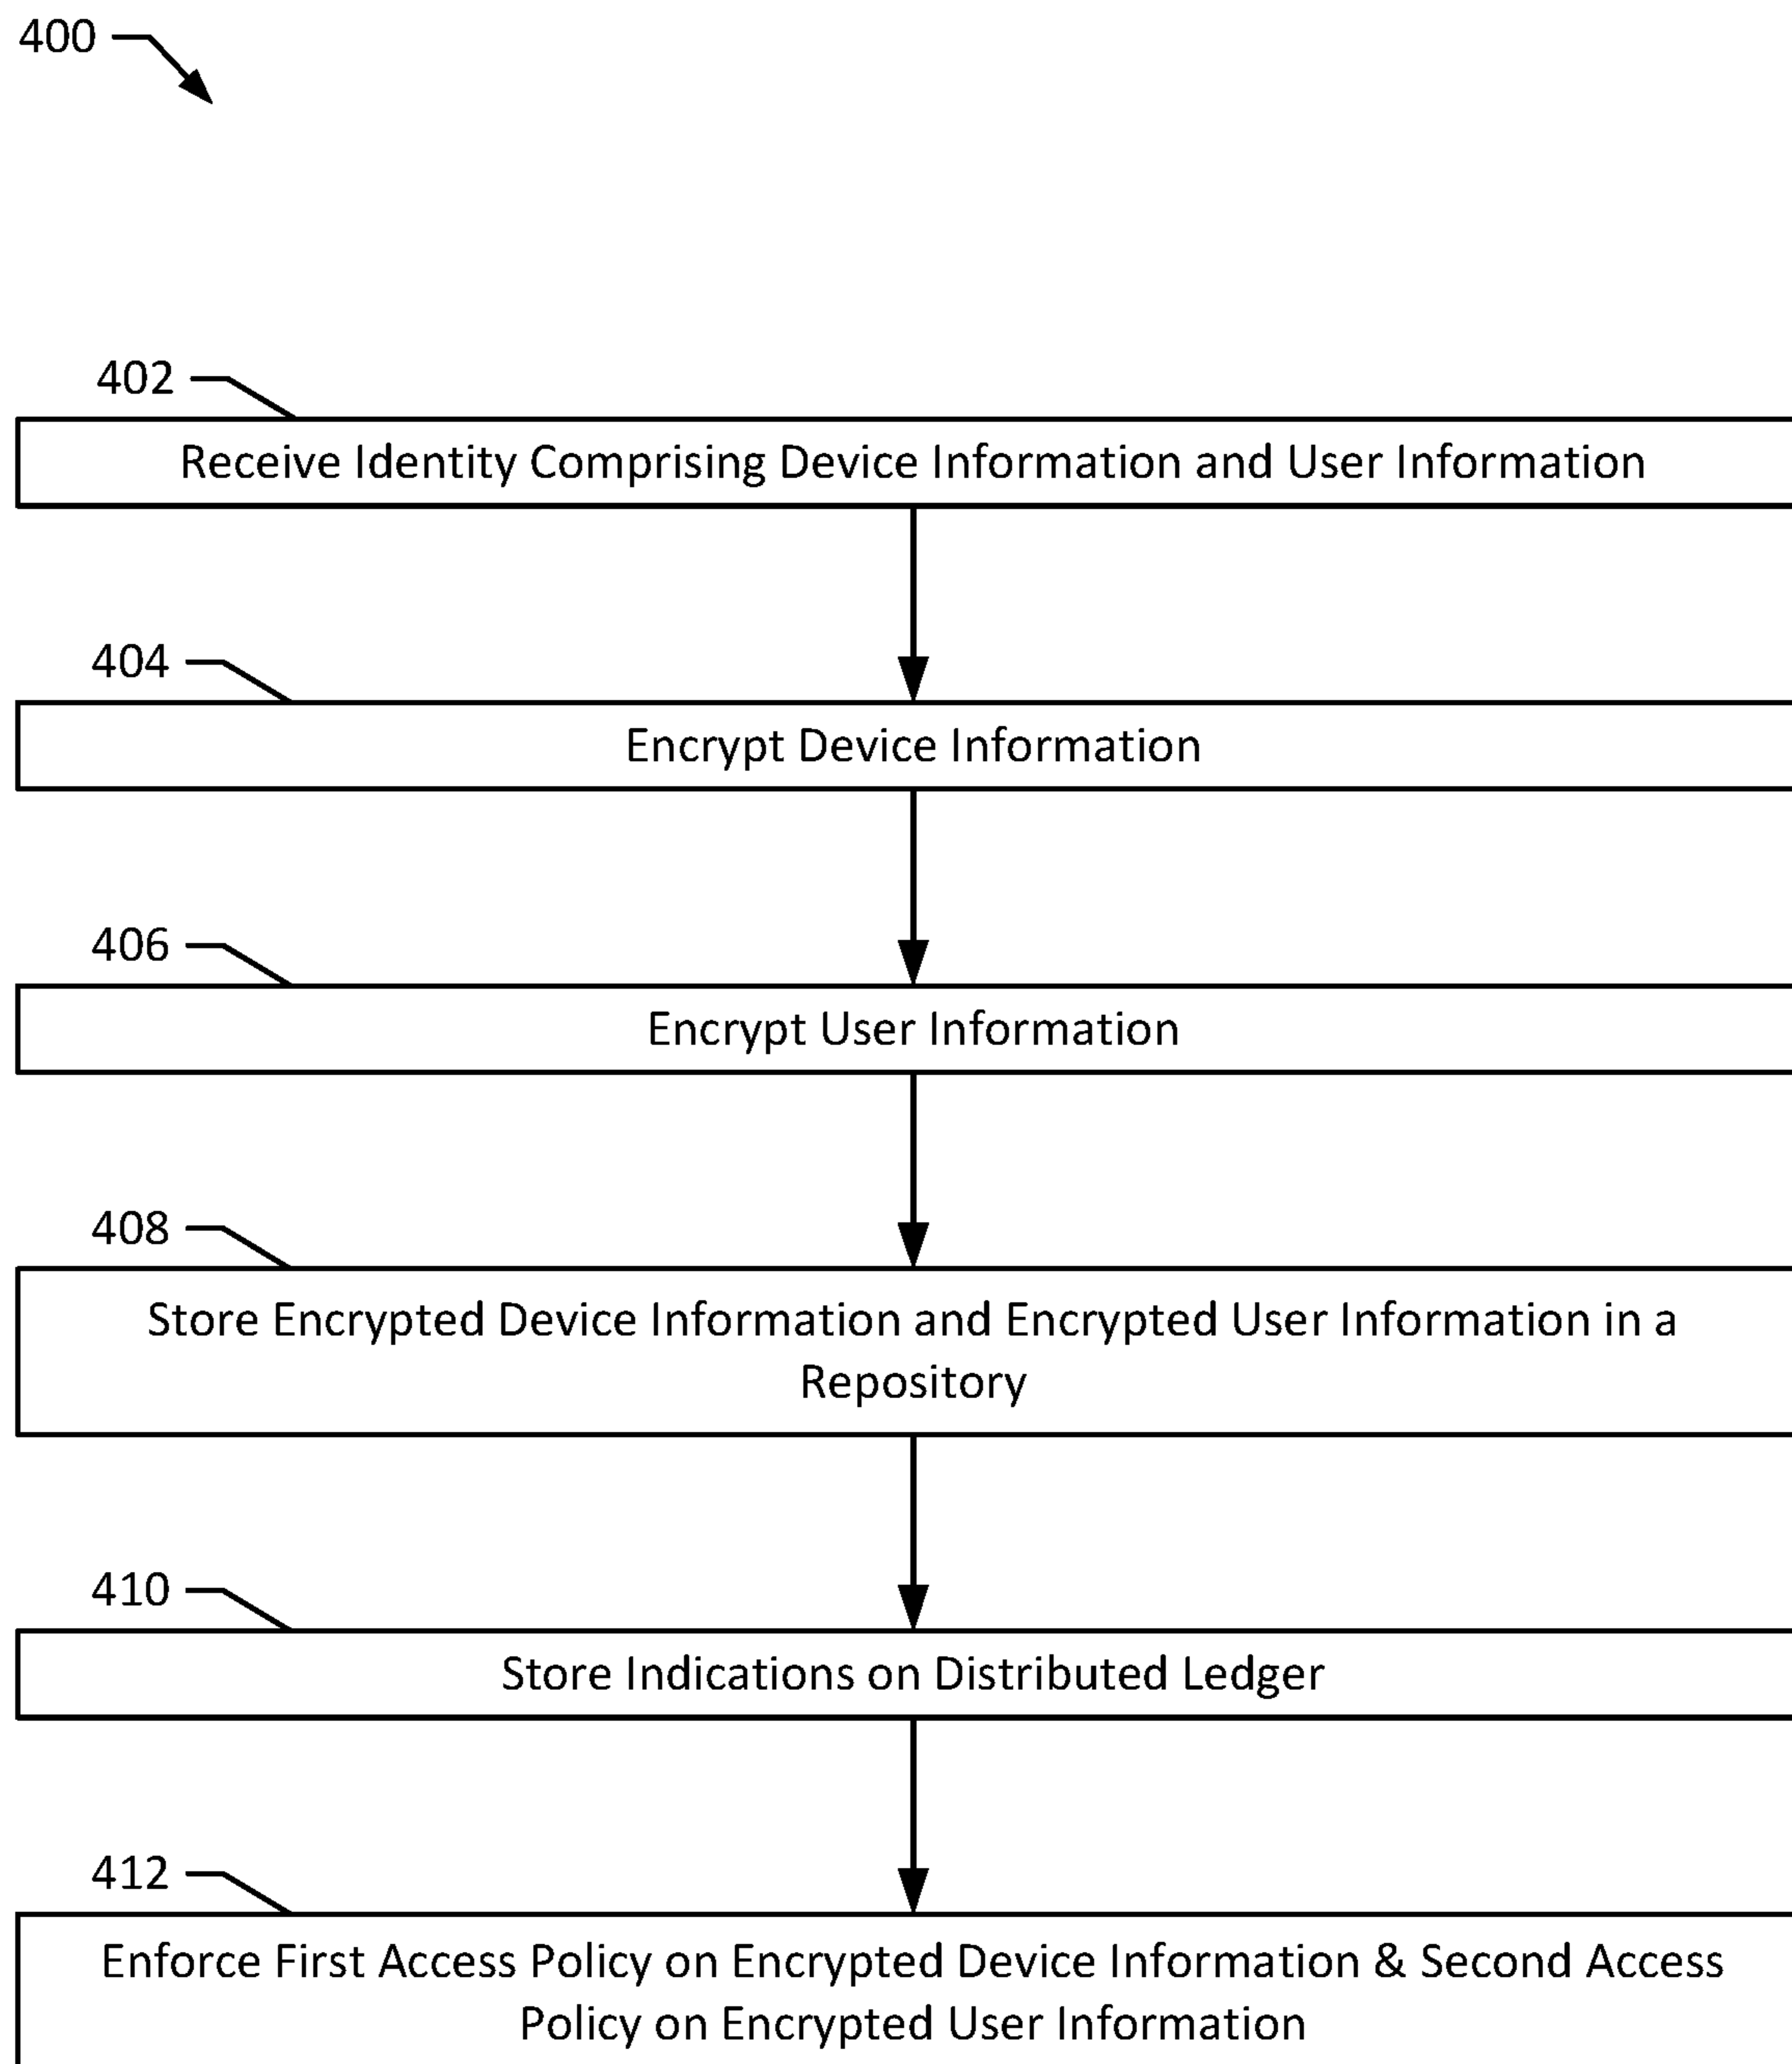 400
402
Receive Identity Comprising Device Information and User Information
404
Encrypt Device Information
406
Encrypt User Information
408
Store Encrypted Device Information and Encrypted User Information in a
Repository
410
Store Indications on Distributed Ledger
412
Enforce First Access Policy on Encrypted Device Information & Second Access
Policy on Encrypted User Information